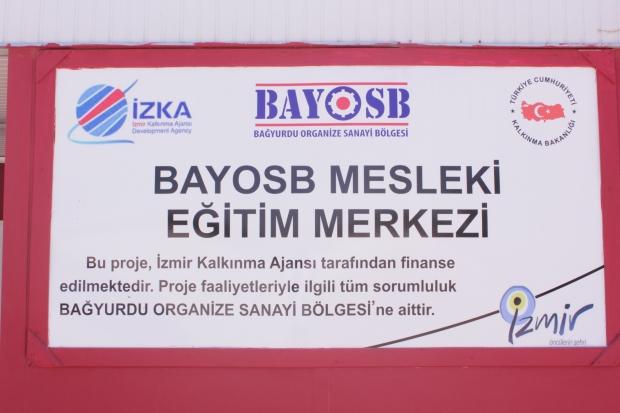 İZKA
İzmir Kalkınma Ajansı
Development Agency
BAYOSB
BAĞYURDU ORGANİZE SANAYİ BÖLGESİ
TÜRKİYE CUMHURİYETİ
KALKINMA BAKANLIĞI
BAYOSB MESLEKİ
EĞİTİM MERKEZİ
Bu proje, İzmir Kalkınma Ajansı tarafından finanse
edilmektedir. Proje faaliyetleriyle ilgili tüm sorumluluk
BAĞYURDU ORGANİZE SANAYİ BÖLGESİ'ne aittir.
izmir
öncülerin şehri